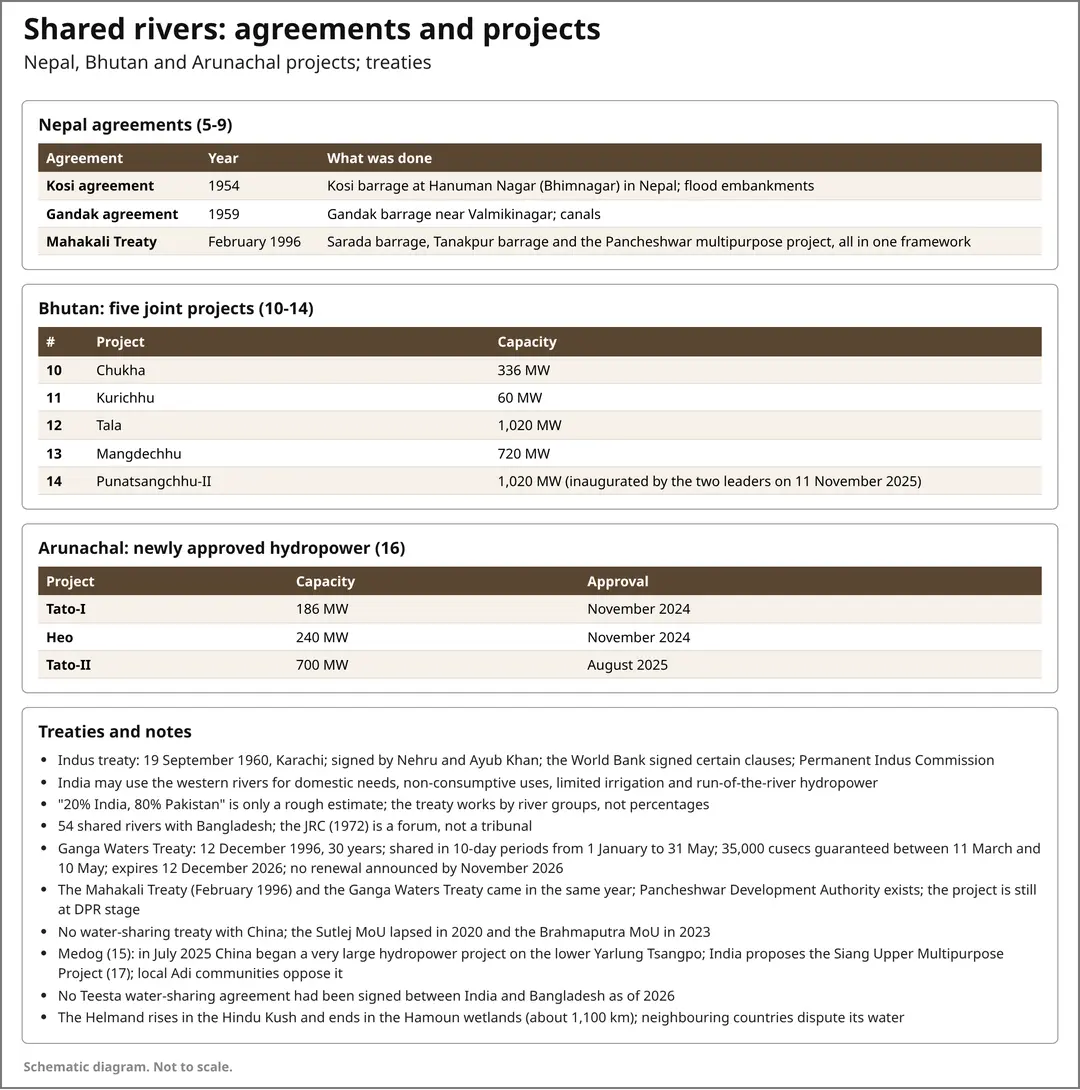 Shared rivers: agreements and projects
Nepal, Bhutan and Arunachal projects; treaties
Nepal agreements (5-9)
Agreement Year What was done
Kosi agreement 1954 Kosi barrage at Hanuman Nagar (Bhimnagar) in Nepal; flood embankments
Gandak agreement 1959 Gandak barrage near Valmikinagar; canals
Mahakali Treaty February 1996 Sarada barrage, Tanakpur barrage and the Pancheshwar multipurpose project, all in one framework
Bhutan: five joint projects (10-14)
# Project Capacity
10 Chukha 336 MW
11 Kurichhu 60 MW
12 Tala 1,020 MW
13 Mangdechhu 720 MW
14 Punatsangchhu-II 1,020 MW (inaugurated by the two leaders on 11 November 2025)
Arunachal: newly approved hydropower (16)
Project Capacity Approval
Tato-I 186 MW November 2024
Heo 240 MW November 2024
Tato-II 700 MW August 2025
Treaties and notes
• Indus treaty: 19 September 1960, Karachi; signed by Nehru and Ayub Khan; the World Bank signed certain clauses; Permanent Indus Commission
• India may use the western rivers for domestic needs, non-consumptive uses, limited irrigation and run-of-the-river hydropower
• "20% India, 80% Pakistan" is only a rough estimate; the treaty works by river groups, not percentages
• 54 shared rivers with Bangladesh; the JRC (1972) is a forum, not a tribunal
• Ganga Waters Treaty: 12 December 1996, 30 years; shared in 10-day periods from 1 January to 31 May; 35,000 cusecs guaranteed between 11 March and
10 May; expires 12 December 2026; no renewal announced by November 2026
• The Mahakali Treaty (February 1996) and the Ganga Waters Treaty came in the same year; Pancheshwar Development Authority exists; the project is still
at DPR stage
• No water-sharing treaty with China; the Sutlej MoU lapsed in 2020 and the Brahmaputra MoU in 2023
• Medog (15): in July 2025 China began a very large hydropower project on the lower Yarlung Tsangpo; India proposes the Siang Upper Multipurpose
Project (17); local Adi communities oppose it
• No Teesta water-sharing agreement had been signed between India and Bangladesh as of 2026
• The Helmand rises in the Hindu Kush and ends in the Hamoun wetlands (about 1,100 km); neighbouring countries dispute its water
Schematic diagram. Not to scale.